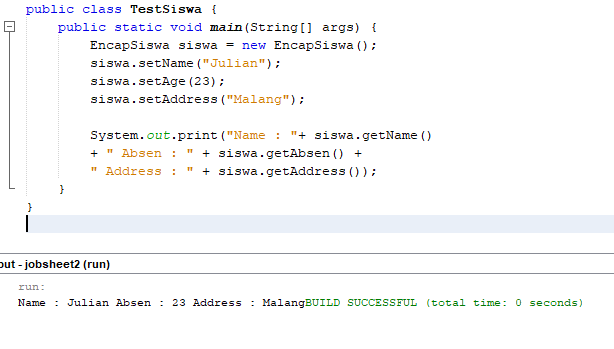 public class TestSiswa {
public static void main(String[] args) {
EncapSiswa siswa = new EncapSiswa();
siswa.setName("Julian");
siswa.setAge(23);
siswa.setAddress("Malang");
System.out.print("Name : "+ siswa.getName()
+ " Absen : " + siswa.getAbsen() +
" Address : " + siswa.getAddress());
}
}
out - jobsheet2 (run)
run:
Name : Julian Absen : 23 Address : MalangBUILD SUCCESSFUL (total time: 0 seconds)